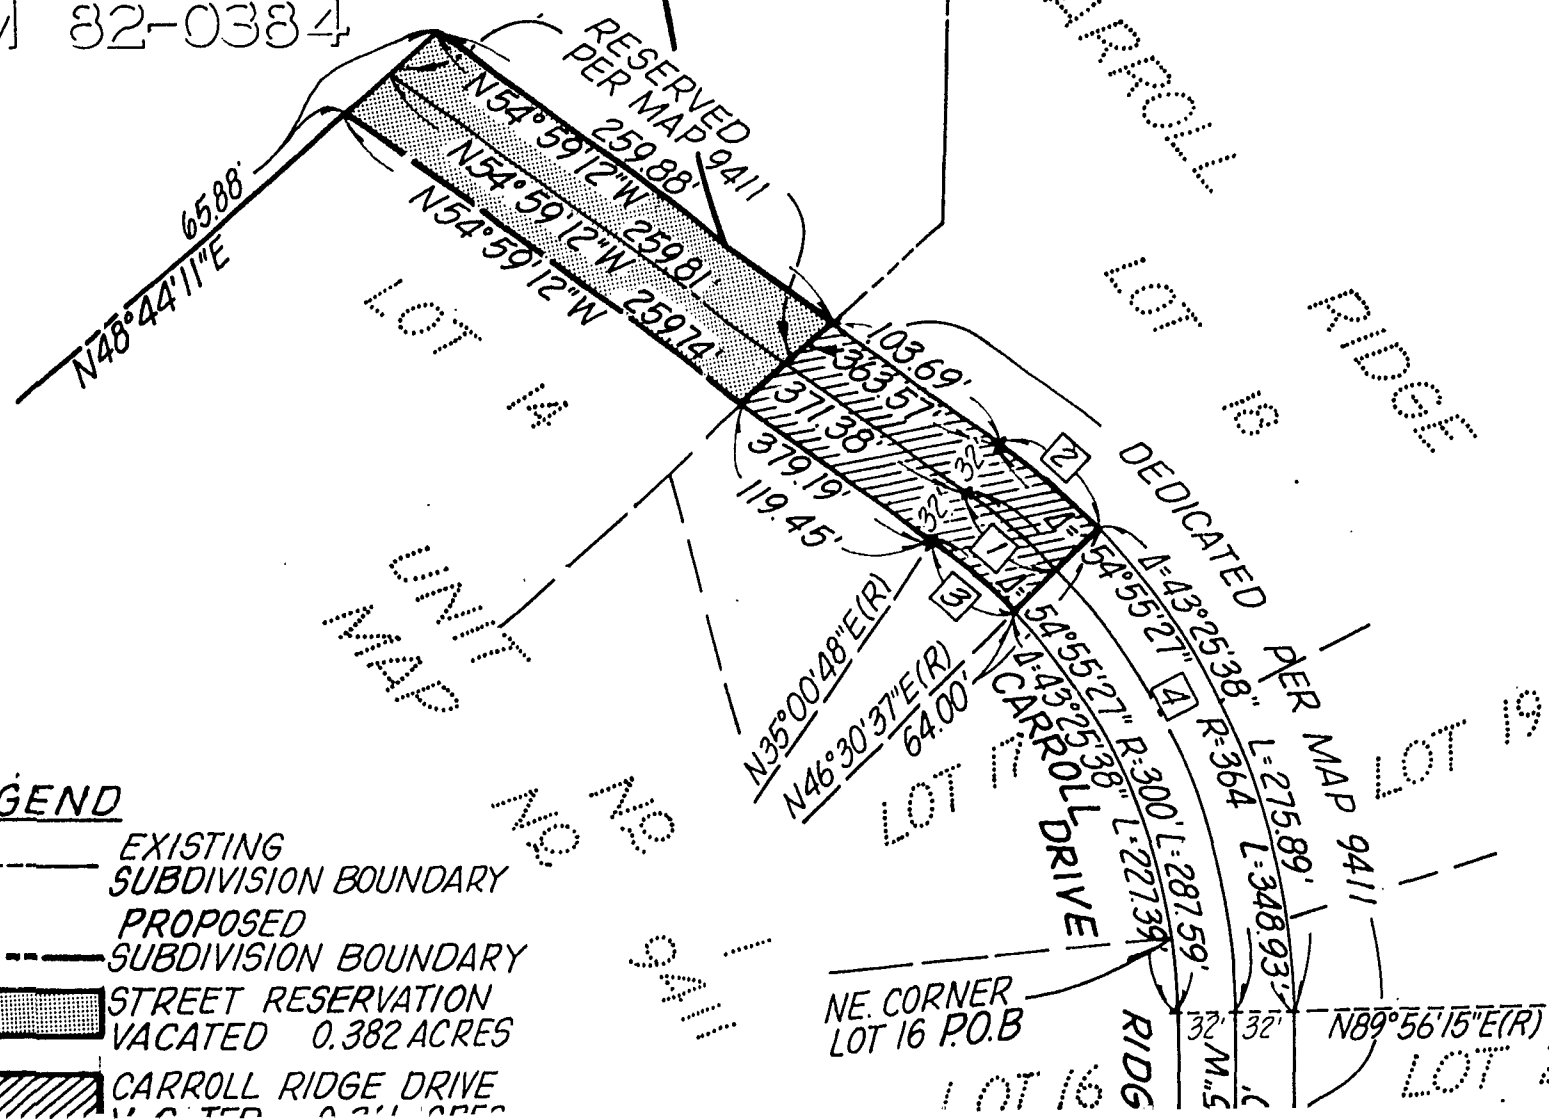 82-0384
RESERVED
PER MAP 9411
N54°59'12"W
259.88'
N54°59'12"W 259.81'
N54°59'12"W 259.74'
65.88'
N48°44'11"E
LOT 14
LOT 18
RIDGE
103.69'
363.57'
371.38'
379.19'
119.45'
32'
32'
1
2
3
4
DEDICATED PER MAP 9411
Δ=43°25'38" L=275.89'
Δ=54°55'27" R=364 L=348.93'
Δ=54°55'27" R=300' L=287.59'
Δ=43°25'38" L=227.39'
N35°00'48"E(R)
N46°30'37"E(R)
64.00'
UNIT NO. 1
MAP NO. 9411
LOT 17
LOT 19
CARROLL
DRIVE
NE. CORNER
LOT 16 P.O.B
32' 32'
N89°56'15"E(R)
LOT 16
LOT
EXISTING
SUBDIVISION BOUNDARY
PROPOSED
SUBDIVISION BOUNDARY
STREET RESERVATION
VACATED 0.382 ACRES
CARROLL RIDGE DRIVE